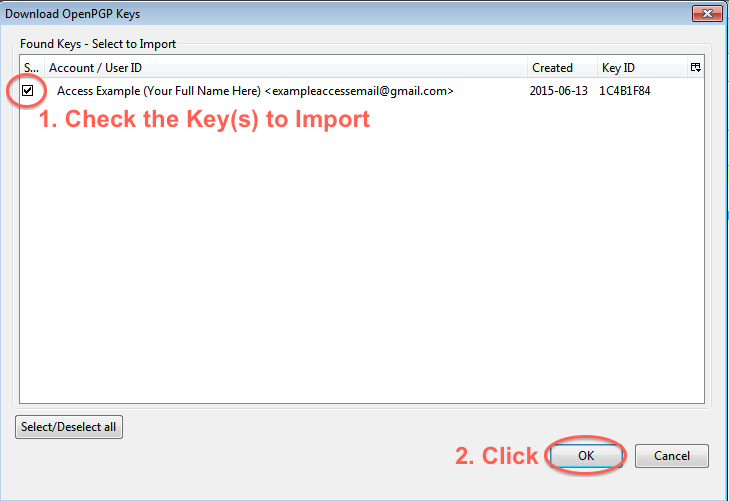 Download OpenPGP Keys
Found Keys - Select to Import
S... Account / User ID Created Key ID
Access Example (Your Full Name Here) <exampleaccessemail@gmail.com> 2015-06-13 1C4B1F84
1. Check the Key(s) to Import
Select/Deselect all
2. Click OK Cancel